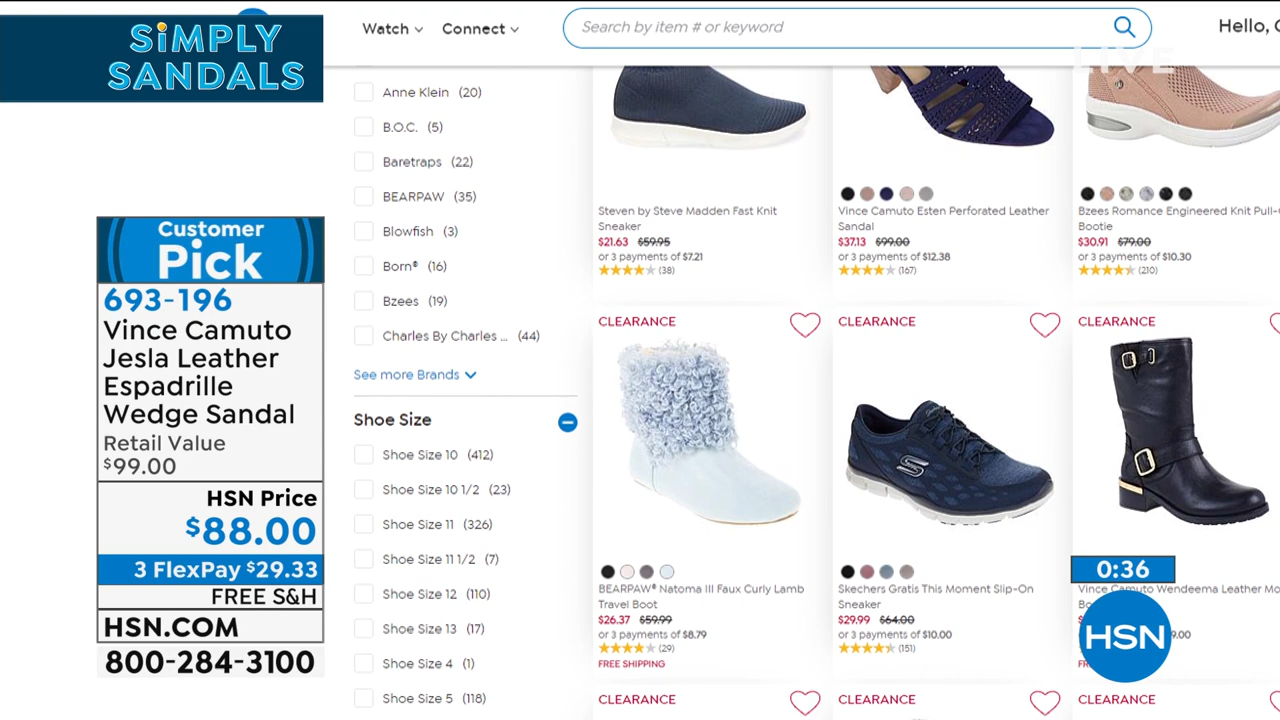 SiMPLY
SANDALS
Watch
Connect
Search by item # or keyword
Hello,
LIVE
Customer
Pick
693-196
Vince Camuto
Jesla Leather
Espadrille
Wedge Sandal
Retail Value
$99.00
HSN Price
$88.00
3 FlexPay $29.33
FREE S&H
HSN.COM
800-284-3100
Anne Klein (20)
B.O.C. (5)
Baretraps (22)
BEARPAW (35)
Blowfish (3)
Born® (16)
Bzees (19)
Charles By Charles ... (44)
See more Brands
Shoe Size
Shoe Size 10 (412)
Shoe Size 10 1/2 (23)
Shoe Size 11 (326)
Shoe Size 11 1/2 (7)
Shoe Size 12 (110)
Shoe Size 13 (17)
Shoe Size 4 (1)
Shoe Size 5 (118)
Steven by Steve Madden Fast Knit
Sneaker
$21.63 $59.95
or 3 payments of $7.21
(38)
Vince Camuto Esten Perforated Leather
Sandal
$37.13 $99.00
or 3 payments of $12.38
(167)
Bzees Romance Engineered Knit Pull-
Bootie
$30.91 $79.00
or 3 payments of $10.30
(210)
CLEARANCE
BEARPAW® Natoma III Faux Curly Lamb
Travel Boot
$26.37 $59.99
or 3 payments of $8.79
(29)
FREE SHIPPING
CLEARANCE
Skechers Gratis This Moment Slip-On
Sneaker
$29.99 $64.00
or 3 payments of $10.00
(151)
CLEARANCE
0:36
Vince Camuto Wendeema Leather Mo
HSN
CLEARANCE
CLEARANCE
CLEARANCE